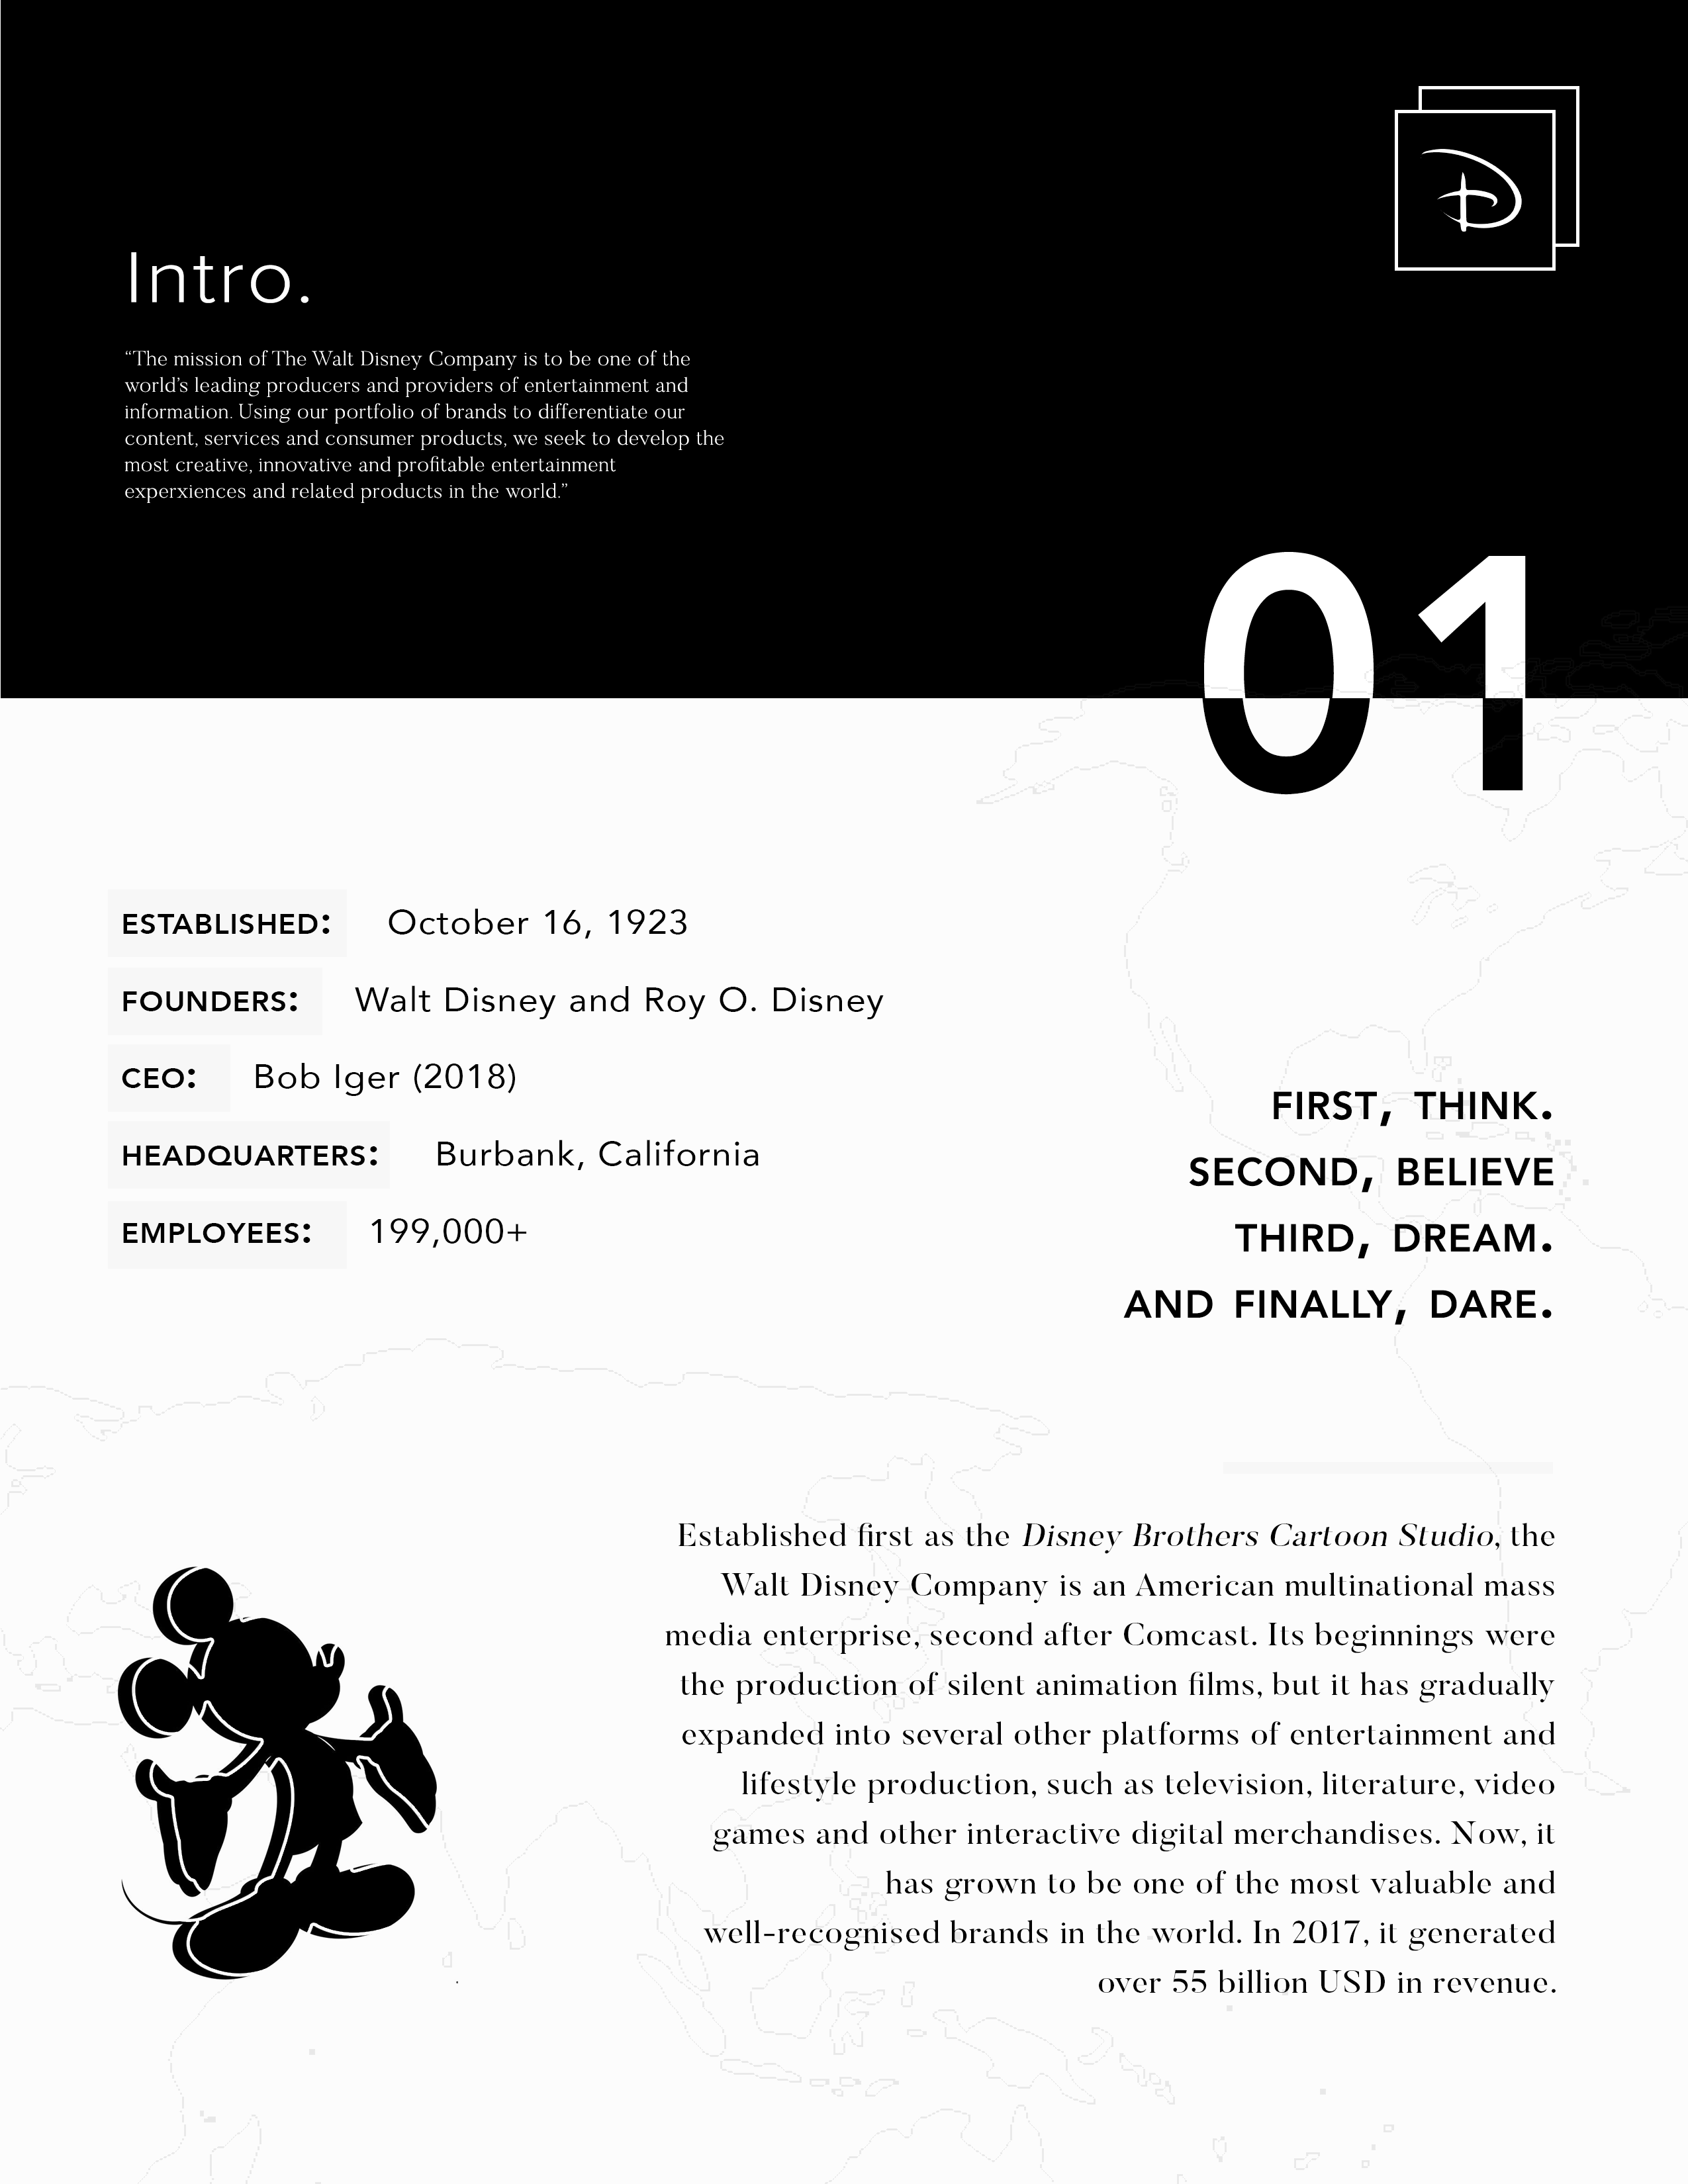 D
Intro.
“The mission of The Walt Disney Company is to be one of the
world’s leading producers and providers of entertainment and
information. Using our portfolio of brands to differentiate our
content, services and consumer products, we seek to develop the
most creative, innovative and profitable entertainment
experxiences and related products in the world.”
01
ESTABLISHED: October 16, 1923
FOUNDERS: Walt Disney and Roy O. Disney
CEO: Bob Iger (2018)
HEADQUARTERS: Burbank, California
EMPLOYEES: 199,000+
FIRST, THINK.
SECOND, BELIEVE
THIRD, DREAM.
AND FINALLY, DARE.
Established first as the Disney Brothers Cartoon Studio, the
Walt Disney Company is an American multinational mass
media enterprise, second after Comcast. Its beginnings were
the production of silent animation films, but it has gradually
expanded into several other platforms of entertainment and
lifestyle production, such as television, literature, video
games and other interactive digital merchandises. Now, it
has grown to be one of the most valuable and
well-recognised brands in the world. In 2017, it generated
over 55 billion USD in revenue.